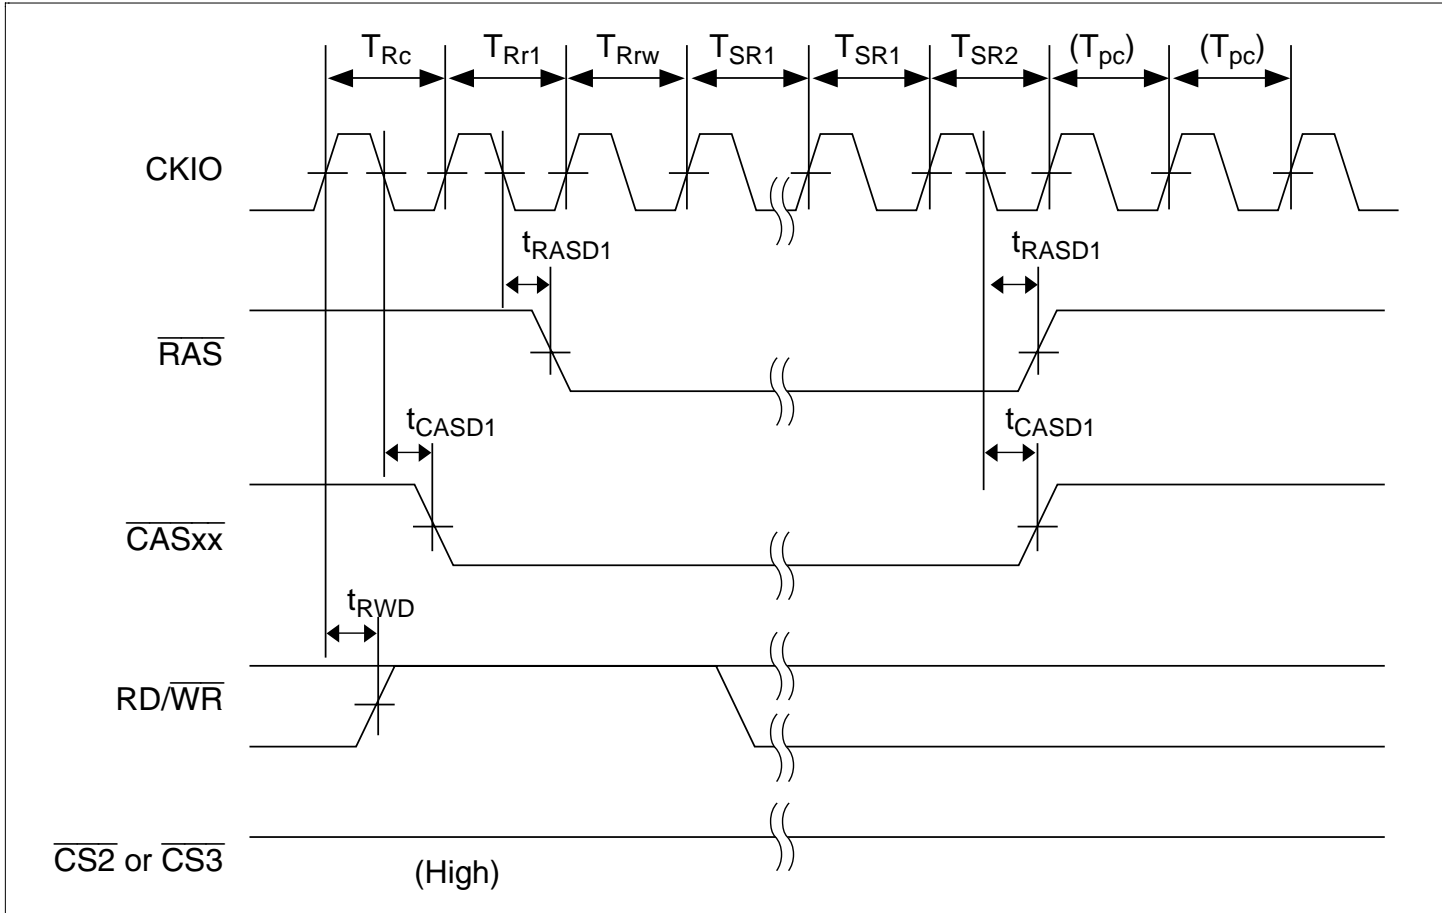 TRc TRr1 TRrw TSR1 TSR1 TSR2 (Tpc) (Tpc)
CKIO
tRASD1 tRASD1
RAS
tCASD1 tCASD1
CASxx
tRWD
RD/WR
CS2 or CS3
(High)